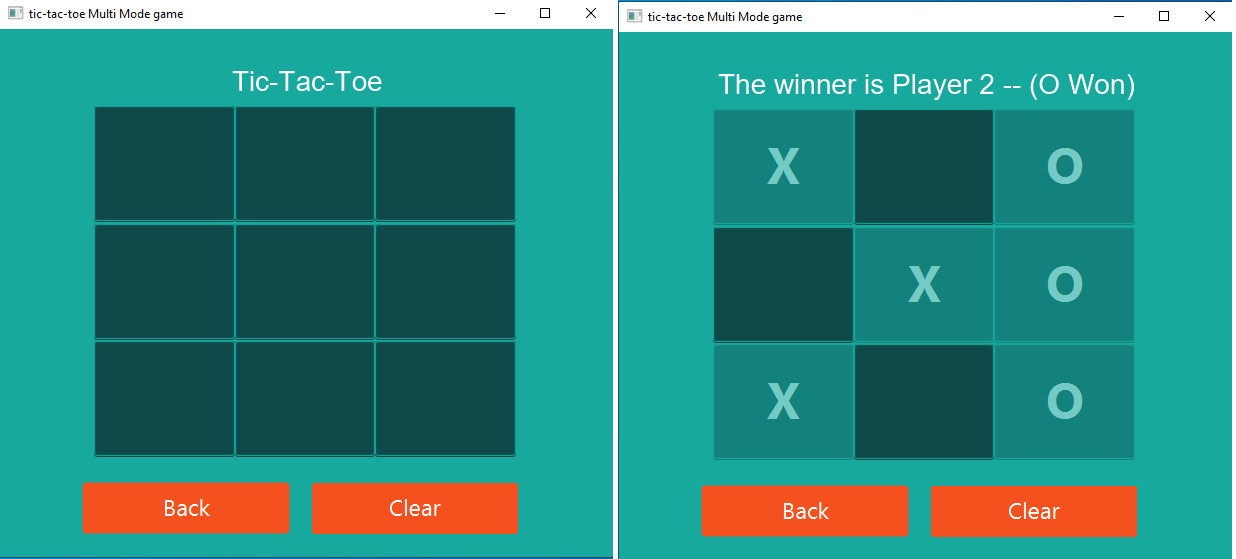 tic-tac-toe Multi Mode game
Tic-Tac-Toe
Back Clear
tic-tac-toe Multi Mode game
The winner is Player 2 -- (O Won)
X O
X O
X O
Back Clear